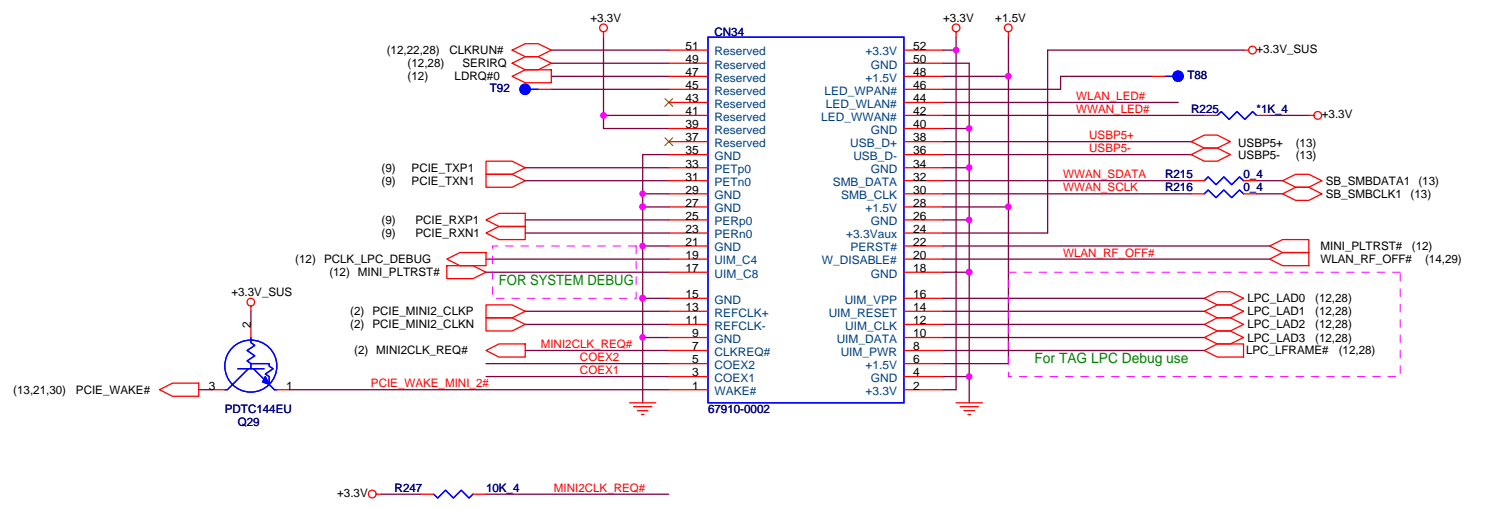 +3.3V
+3.3V +1.5V
CN34
(12,22,28) CLKRUN# 51 Reserved +3.3V 52 +3.3V_SUS
(12,28) SERIRQ 49 Reserved GND 50
(12) LDRQ#0 47 Reserved +1.5V 48 T88
T92 45 Reserved LED_WPAN# 46
43 Reserved LED_WLAN# 44 WLAN_LED#
41 Reserved LED_WWAN# 42 WWAN_LED# R225 *1K_4 +3.3V
39 Reserved GND 40
37 Reserved USB_D+ 38 USBP5+ USBP5+ (13)
35 GND USB_D- 36 USBP5- USBP5- (13)
(9) PCIE_TXP1 33 PETp0 GND 34
(9) PCIE_TXN1 31 PETn0 SMB_DATA 32 WWAN_SDATA R215 0_4 SB_SMBDATA1 (13)
29 GND SMB_CLK 30 WWAN_SCLK R216 0_4 SB_SMBCLK1 (13)
27 GND +1.5V 28
(9) PCIE_RXP1 25 PERp0 GND 26
(9) PCIE_RXN1 23 PERn0 +3.3Vaux 24
21 GND PERST# 22 MINI_PLTRST# (12)
(12) PCLK_LPC_DEBUG 19 UIM_C4 W_DISABLE# 20 WLAN_RF_OFF# WLAN_RF_OFF# (14,29)
(12) MINI_PLTRST# 17 UIM_C8 GND 18
FOR SYSTEM DEBUG
+3.3V_SUS
15 GND UIM_VPP 16 LPC_LAD0 (12,28)
(2) PCIE_MINI2_CLKP 13 REFCLK+ UIM_RESET 14 LPC_LAD1 (12,28)
2
(2) PCIE_MINI2_CLKN 11 REFCLK- UIM_CLK 12 LPC_LAD2 (12,28)
9 GND UIM_DATA 10 LPC_LAD3 (12,28)
(2) MINI2CLK_REQ# MINI2CLK_REQ# 7 CLKREQ# UIM_PWR 8 LPC_LFRAME# (12,28)
COEX2 5 COEX2 +1.5V 6 For TAG LPC Debug use
COEX1 3 COEX1 GND 4
(13,21,30) PCIE_WAKE# 3 1 PCIE_WAKE_MINI_2# 1 WAKE# +3.3V 2
PDTC144EU
Q29
67910-0002
+3.3V R247 10K_4 MINI2CLK_REQ#